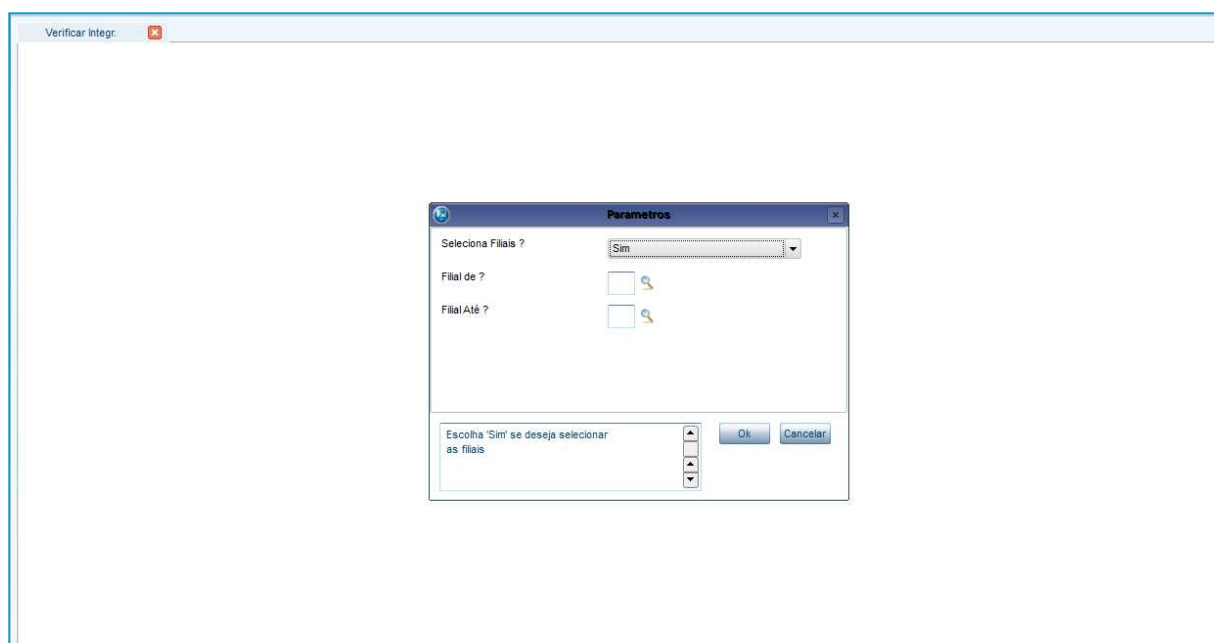 Verificar Integr.
Parametros
Seleciona Filiais ?
Sim
Filial de ?
Filial Até ?
Escolha 'Sim' se deseja selecionar
as filiais
Ok
Cancelar